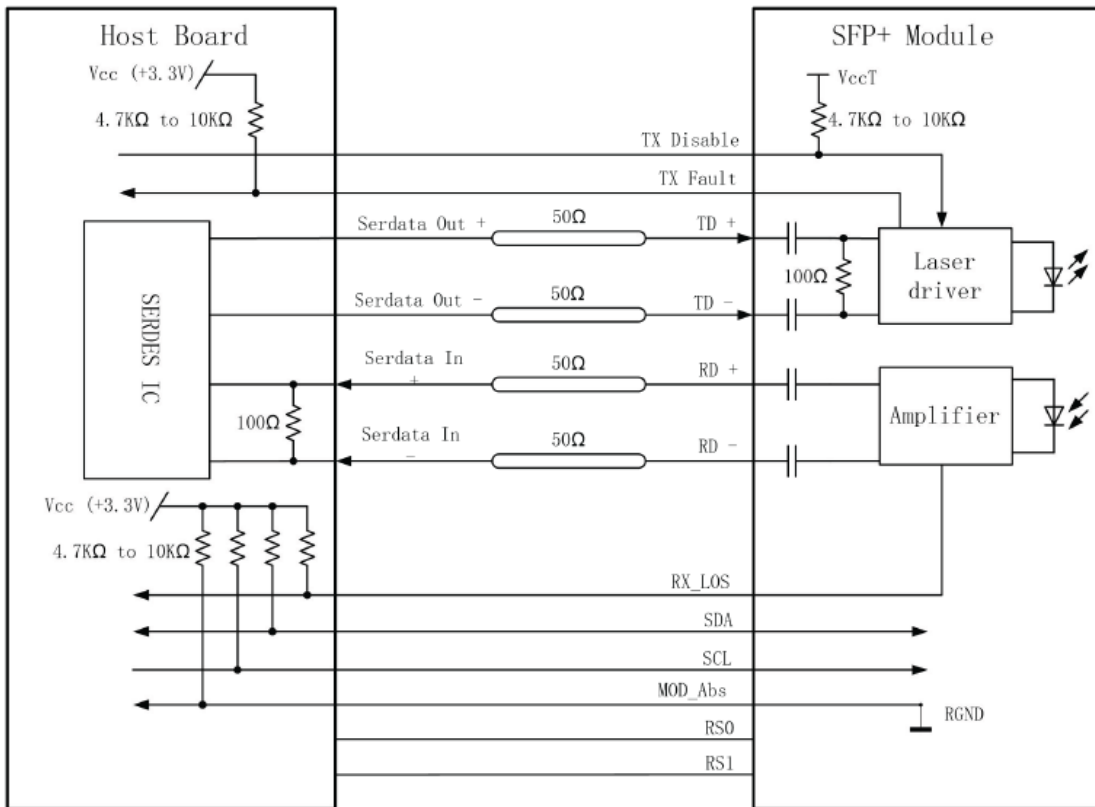 Host Board
SFP+ Module
Vcc (+3.3V)
VccT
4.7KΩ to 10KΩ
4.7KΩ to 10KΩ
TX Disable
TX Fault
Serdata Out +
50Ω
TD +
100Ω
Laser
driver
Serdata Out -
50Ω
TD -
SERDES IC
Serdata In
+
50Ω
RD +
100Ω
Amplifier
Serdata In
-
50Ω
RD -
Vcc (+3.3V)
4.7KΩ to 10KΩ
RX_LOS
SDA
SCL
MOD_Abs
RGND
RS0
RS1